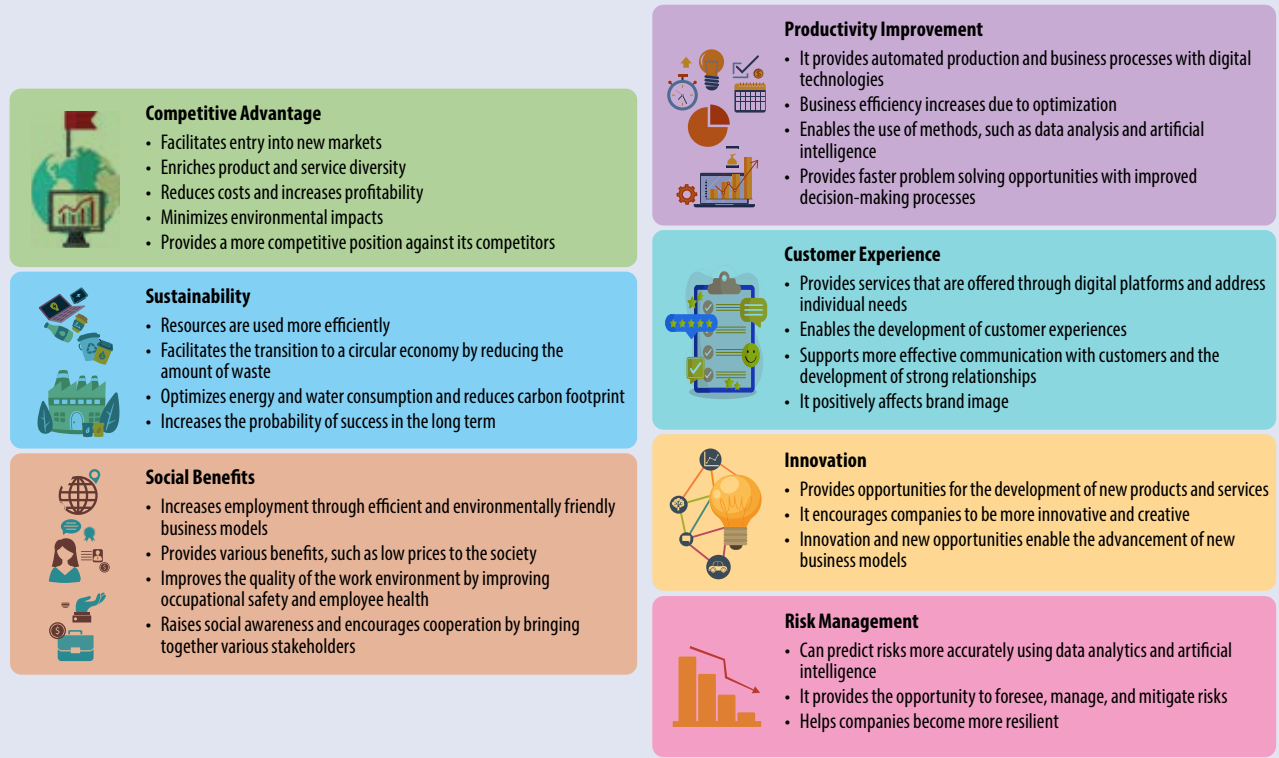 Competitive Advantage
• Facilitates entry into new markets
• Enriches product and service diversity
• Reduces costs and increases profitability
• Minimizes environmental impacts
• Provides a more competitive position against its competitors
Sustainability
• Resources are used more efficiently
• Facilitates the transition to a circular economy by reducing the
amount of waste
• Optimizes energy and water consumption and reduces carbon footprint
• Increases the probability of success in the long term
Social Benefits
• Increases employment through efficient and environmentally friendly
business models
• Provides various benefits, such as low prices to the society
• Improves the quality of the work environment by improving
occupational safety and employee health
• Raises social awareness and encourages cooperation by bringing
together various stakeholders
Productivity Improvement
• It provides automated production and business processes with digital
technologies
• Business efficiency increases due to optimization
• Enables the use of methods, such as data analysis and artificial
intelligence
• Provides faster problem solving opportunities with improved
decision-making processes
Customer Experience
• Provides services that are offered through digital platforms and address
individual needs
• Enables the development of customer experiences
• Supports more effective communication with customers and the
development of strong relationships
• It positively affects brand image
Innovation
• Provides opportunities for the development of new products and services
• It encourages companies to be more innovative and creative
• Innovation and new opportunities enable the advancement of new
business models
Risk Management
• Can predict risks more accurately using data analytics and artificial
intelligence
• It provides the opportunity to foresee, manage, and mitigate risks
• Helps companies become more resilient